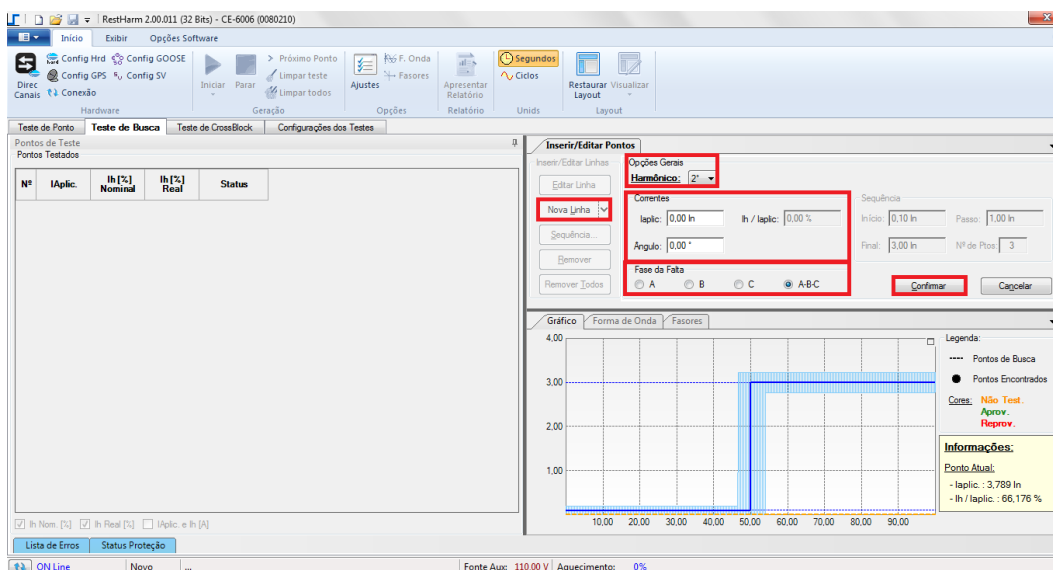 RestHarm 2.00.011 (32 Bits) - CE-6006 (0080210)
Início Exibir Opções Software
Direc Canais
Config Hrd Config GOOSE
Config GPS Config SV
Conexão
Hardware
Iniciar Parar
Próximo Ponto
Limpar teste
Limpar todos
Geração
Ajustes
F. Onda
Fasores
Opções
Apresentar Relatório
Relatório
Segundos
Ciclos
Unids
Restaurar Layout
Visualizar
Layout
Teste de Ponto Teste de Busca Teste de CrossBlock Configurações dos Testes
Pontos de Teste
Pontos Testados
Nº IAplic. Ih [%] Nominal Ih [%] Real Status
Ih Nom. [%] Ih Real [%] IAplic. e Ih [A]
Inserir/Editar Pontos
Inserir/Editar Linhas
Editar Linha
Nova Linha
Sequência...
Remover
Remover Todos
Opções Gerais
Harmônico: 2°
Correntes
Iaplic: 0,00 In Ih / Iaplic: 0,00 %
Ângulo: 0,00 °
Sequência
Início: 0,10 In Passo: 1,00 In
Final: 3,00 In Nº de Ptos: 3
Fase da Falta
A B C A-B-C
Confirmar Cancelar
Gráfico Forma de Onda Fasores
4,00
3,00
2,00
1,00
10,00 20,00 30,00 40,00 50,00 60,00 70,00 80,00 90,00
Legenda:
Pontos de Busca
Pontos Encontrados
Cores: Não Test.
Aprov.
Reprov.
Informações:
Ponto Atual:
- Iaplic. : 3,789 In
- Ih / Iaplic. : 66,176 %
Lista de Erros Status Proteção
ON Line Novo ... Fonte Aux: 110,00 V Aquecimento: 0%